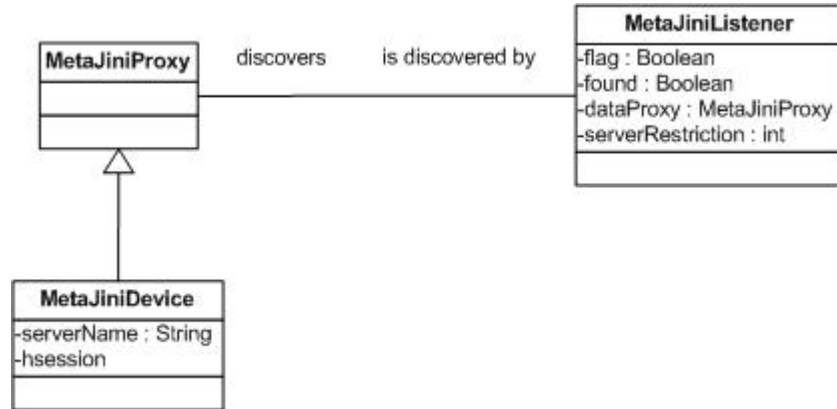 MetaJiniProxy
discovers
is discovered by
MetaJiniListener
-flag : Boolean
-found : Boolean
-dataProxy : MetaJiniProxy
-serverRestriction : int
MetaJiniDevice
-serverName : String
-hsession